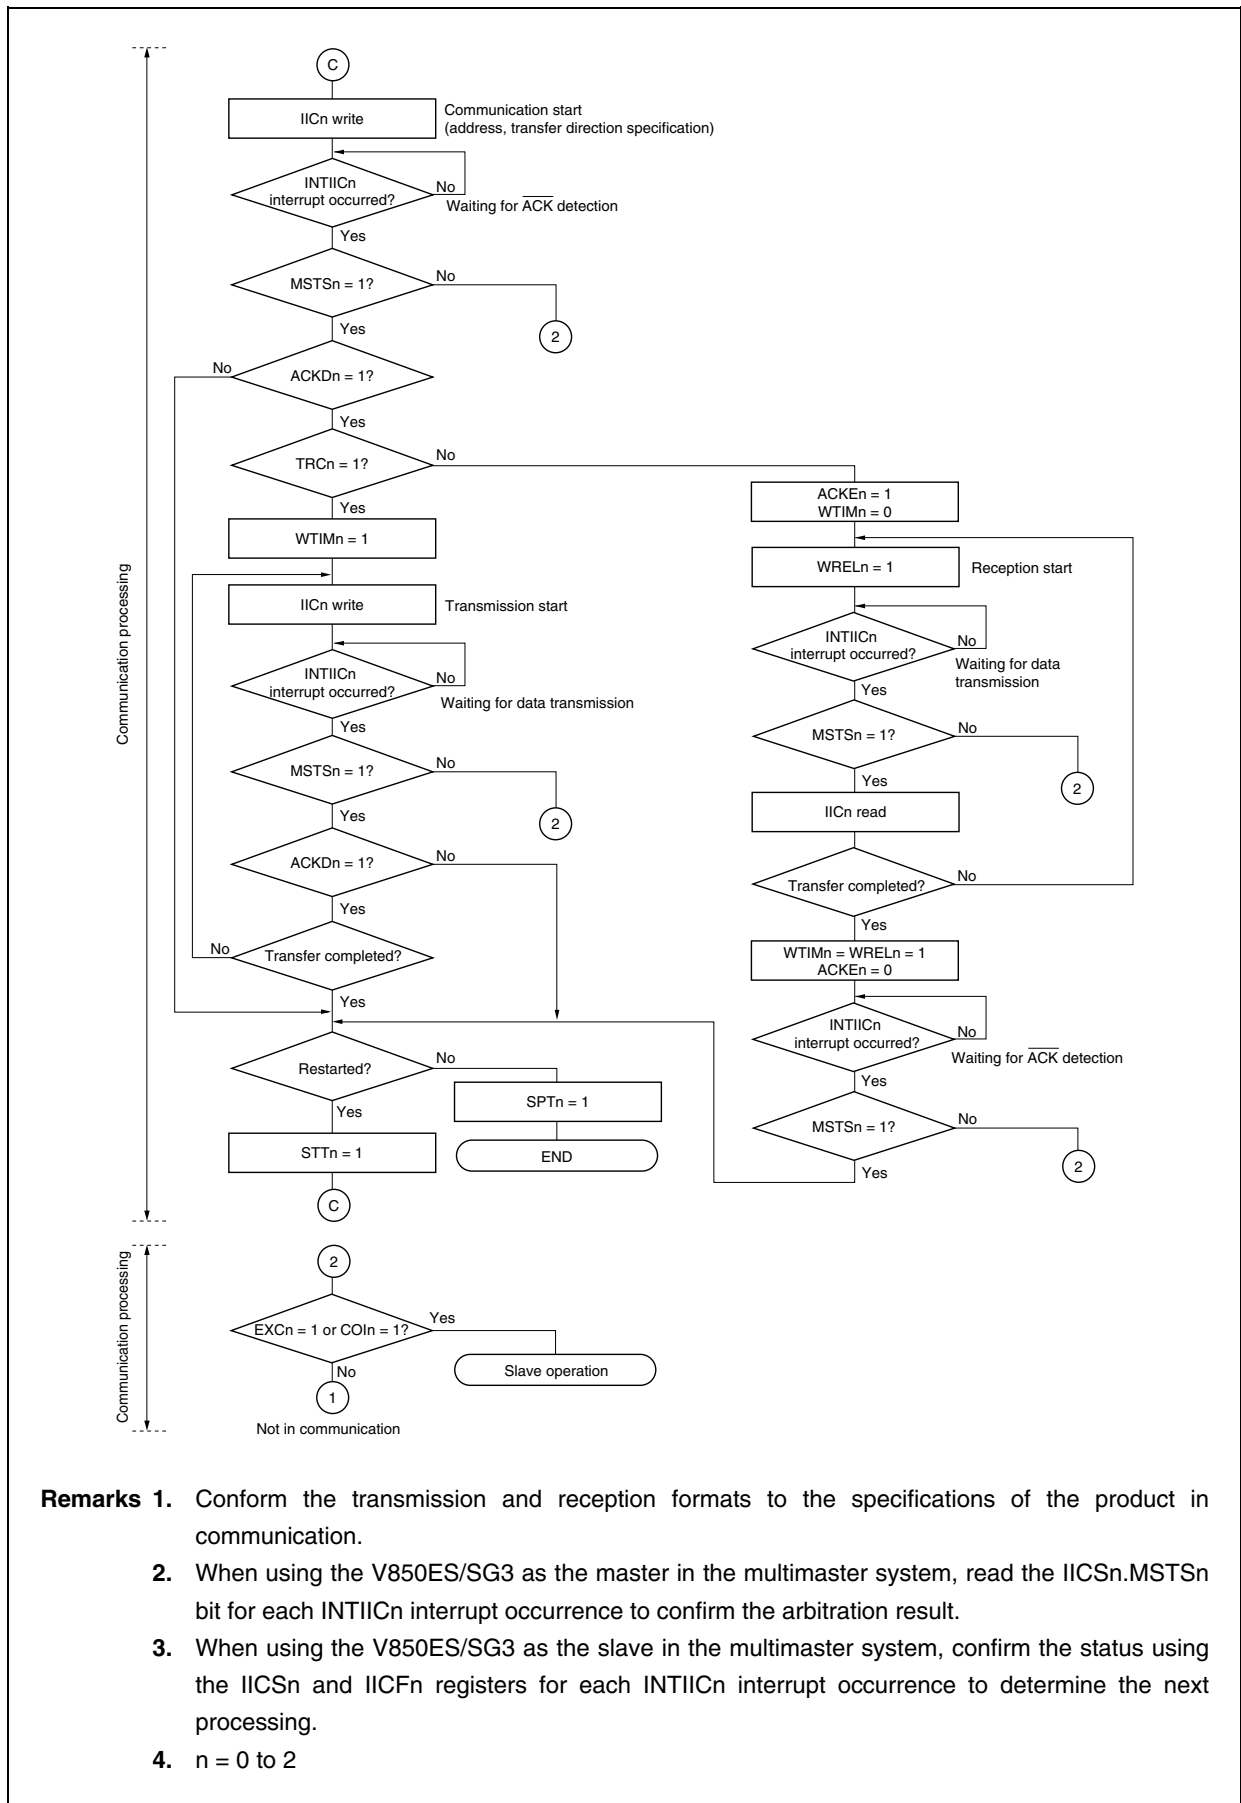 C
IICn write
Communication start
(address, transfer direction specification)
INTIICn
interrupt occurred?
No
Waiting for ACK detection
Yes
MSTSn = 1?
No
2
Yes
No
ACKDn = 1?
Yes
TRCn = 1?
No
Yes
WTIMn = 1
IICn write
Transmission start
INTIICn
interrupt occurred?
No
Waiting for data transmission
Yes
MSTSn = 1?
No
2
Yes
ACKDn = 1?
No
Yes
No
Transfer completed?
Yes
Restarted?
No
SPTn = 1
END
Yes
STTn = 1
C
ACKEn = 1
WTIMn = 0
WRELn = 1
Reception start
INTIICn
interrupt occurred?
No
Waiting for data
transmission
Yes
MSTSn = 1?
No
2
Yes
IICn read
Transfer completed?
No
Yes
WTIMn = WRELn = 1
ACKEn = 0
INTIICn
interrupt occurred?
No
Waiting for ACK detection
Yes
MSTSn = 1?
No
2
Yes
Communication processing
2
EXCn = 1 or COIn = 1?
Yes
Slave operation
No
1
Not in communication
Communication processing
Remarks 1. Conform the transmission and reception formats to the specifications of the product in
communication.
2. When using the V850ES/SG3 as the master in the multimaster system, read the IICSn.MSTSn
bit for each INTIICn interrupt occurrence to confirm the arbitration result.
3. When using the V850ES/SG3 as the slave in the multimaster system, confirm the status using
the IICSn and IICFn registers for each INTIICn interrupt occurrence to determine the next
processing.
4. n = 0 to 2